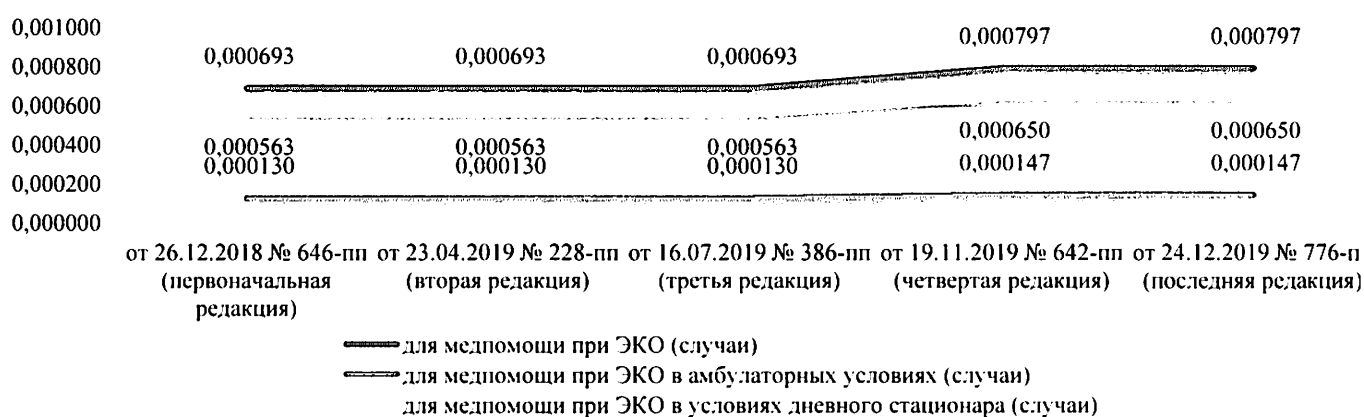 0,001000
0,000797 0,000797
0,000693 0,000693 0,000693
0,000800
0,000600
0,000650 0,000650
0,000400
0,000563 0,000563 0,000563
0,000130 0,000130 0,000130 0,000147 0,000147
0,000200
0,000000
от 26.12.2018 № 646-пп от 23.04.2019 № 228-пп от 16.07.2019 № 386-пп от 19.11.2019 № 642-пп от 24.12.2019 № 776-п
(первоначальная (вторая редакция) (третья редакция) (четвертая редакция) (последняя редакция)
редакция)
для медпомощи при ЭКО (случаи)
для медпомощи при ЭКО в амбулаторных условиях (случаи)
для медпомощи при ЭКО в условиях дневного стационара (случаи)